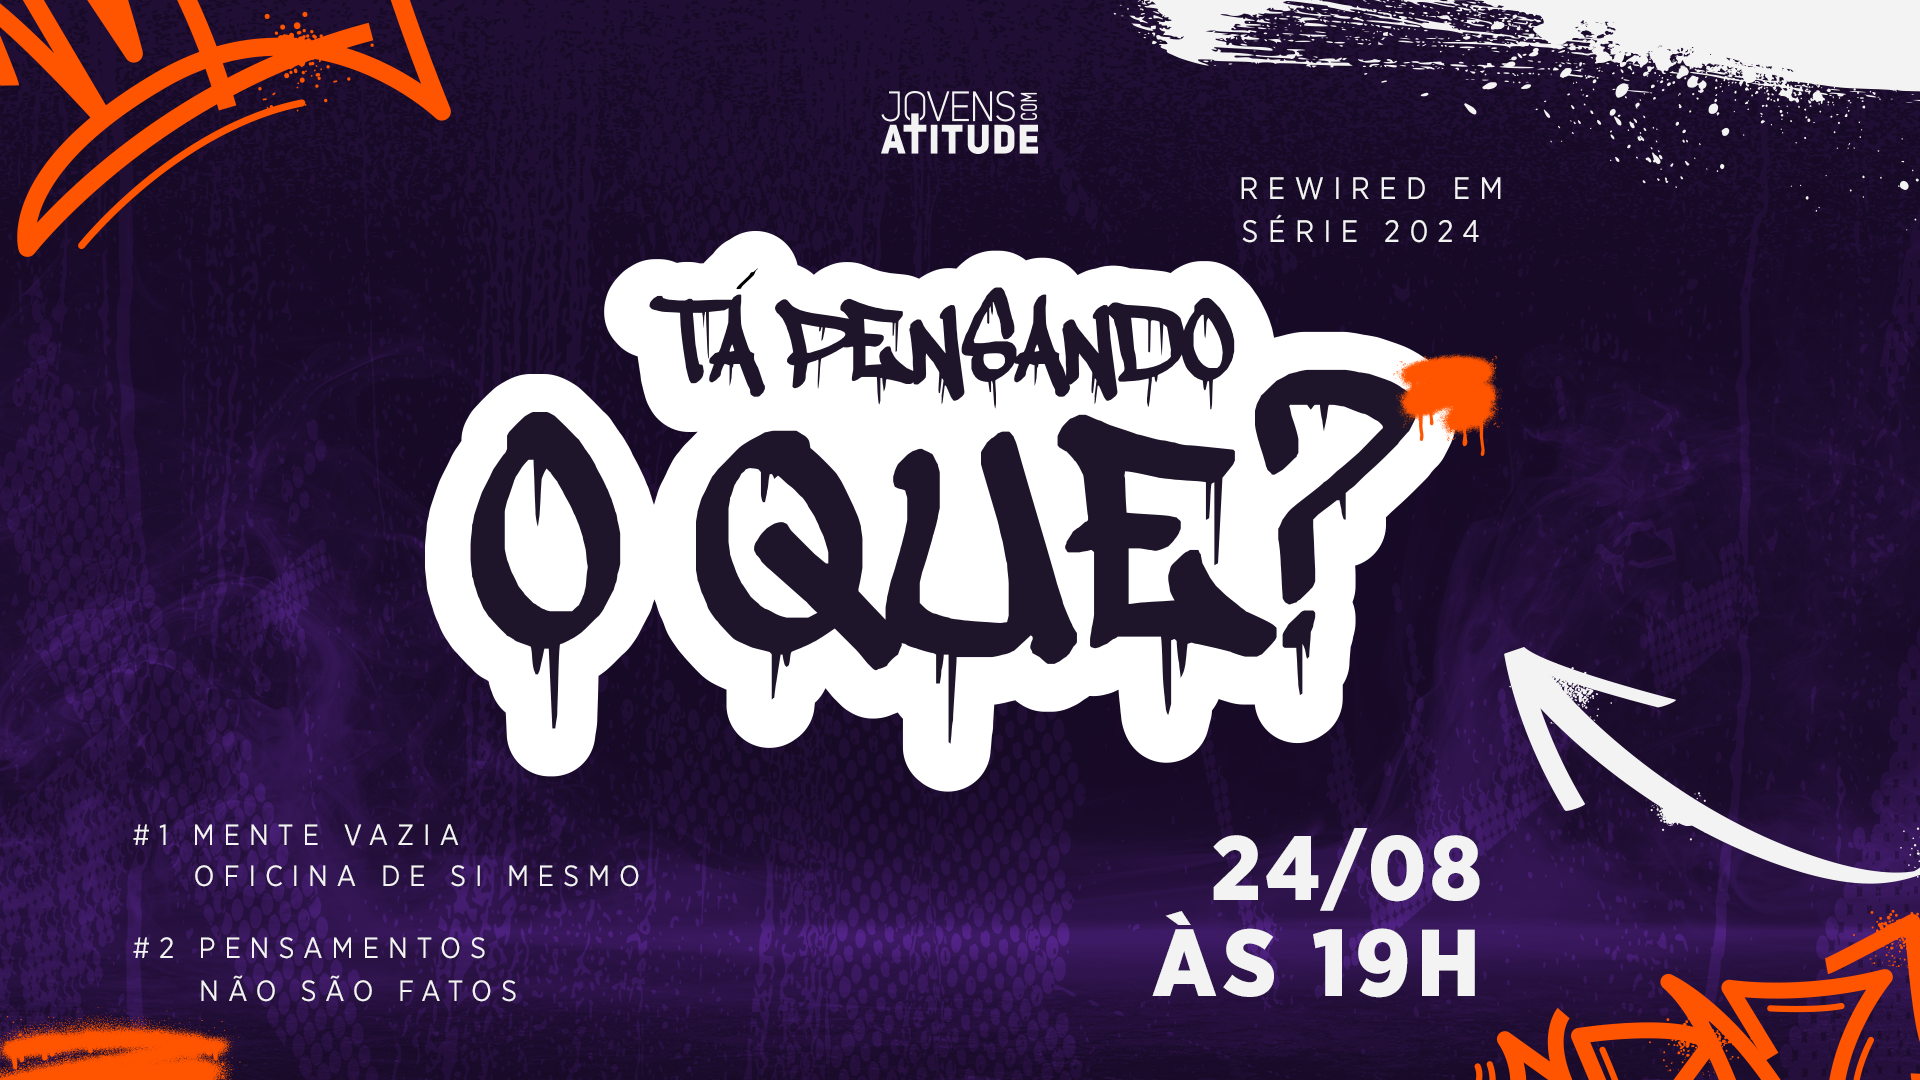 JOVENS COM
ATITUDE
REWIRED EM
SÉRIE 2024
TÁ PENSANDO
O QUE?
#1 MENTE VAZIA
OFICINA DE SI MESMO
#2 PENSAMENTOS
NÃO SÃO FATOS
24/08
ÀS 19H